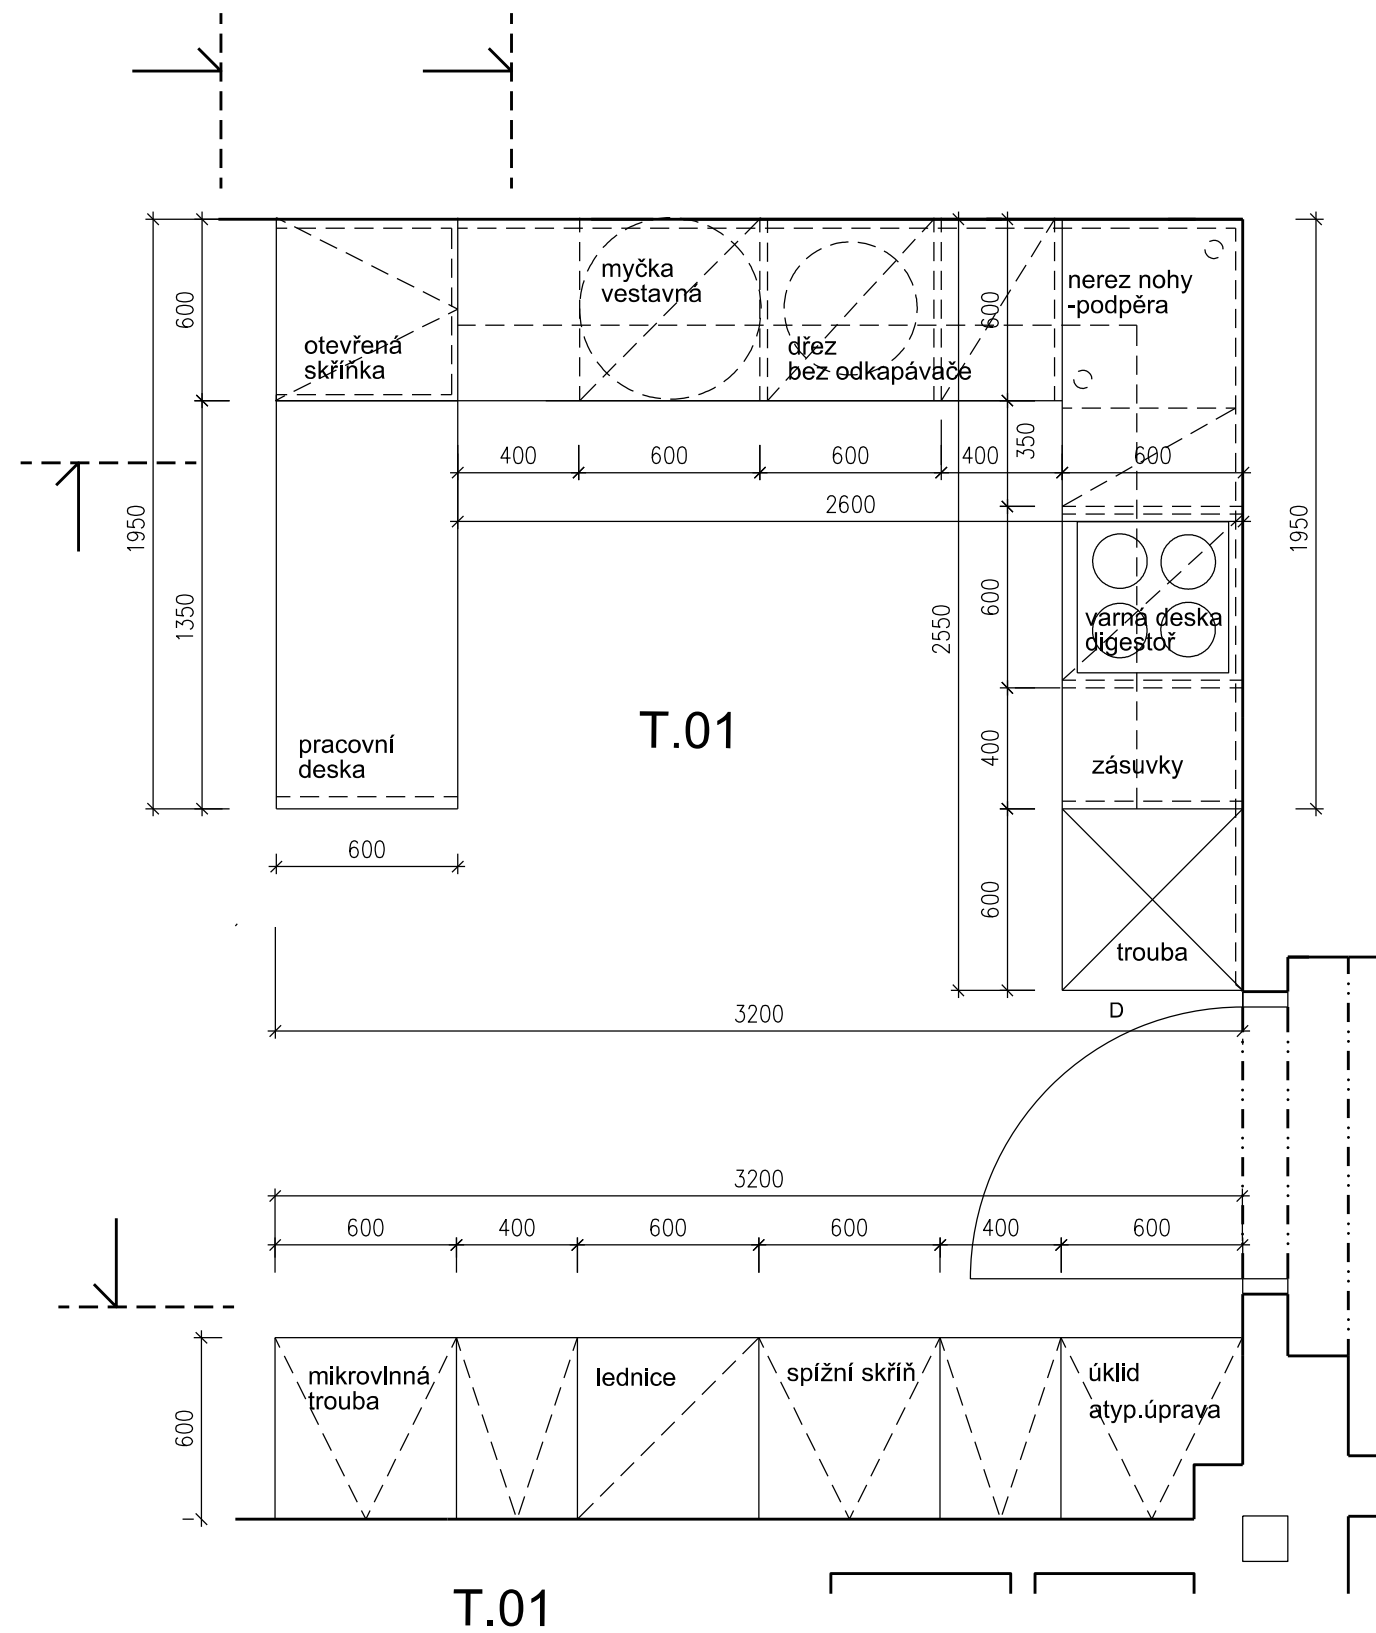 myčka
vestavná
nerez nohy
-podpěra
600
600
otevřená
skříňka
dřez
bez odkapávače
400
600
600
400
350
600
2600
1950
1950
1350
600
2550
varná deska
digestoř
T.01
pracovní
deska
400
zásuvky
600
600
trouba
D
3200
3200
600
400
600
600
400
600
600
mikrovlnná
trouba
lednice
spížní skříň
úklid
atyp.úprava
T.01